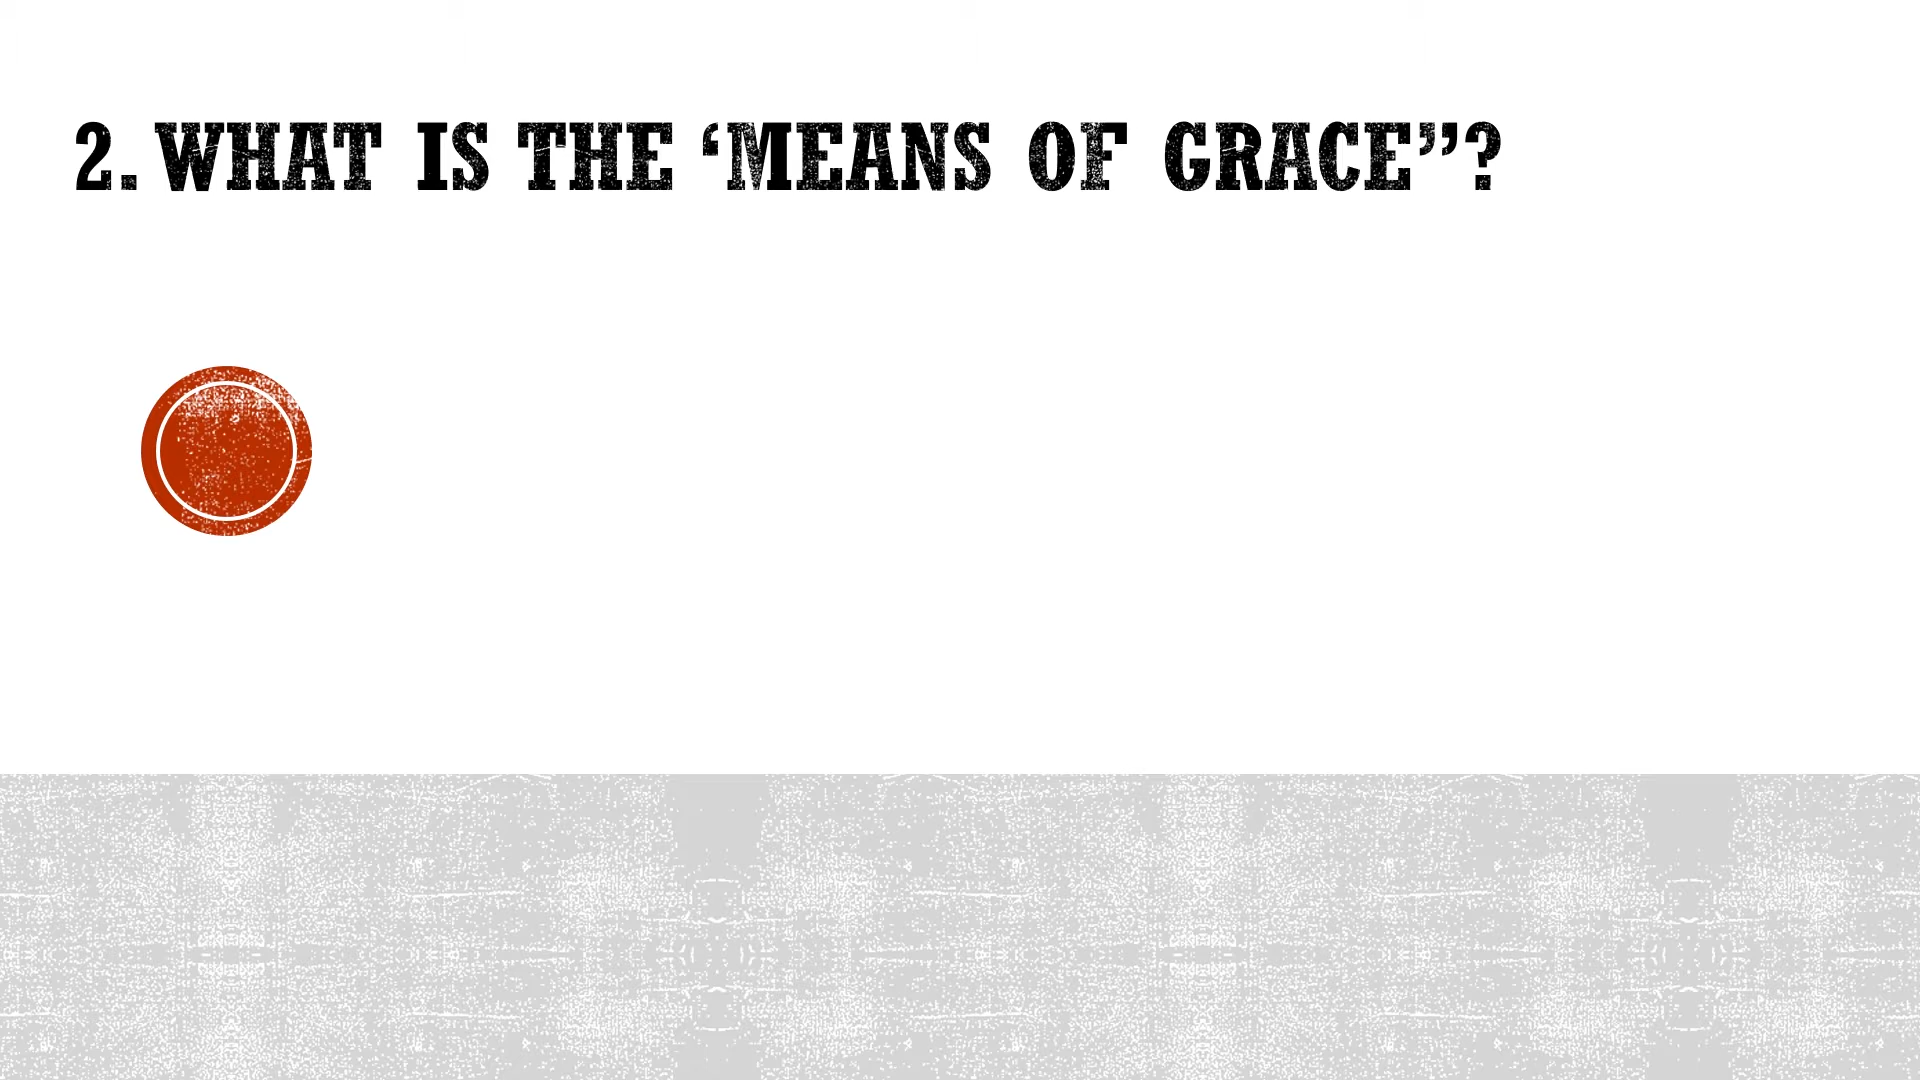 2. WHAT IS THE ‘MEANS OF GRACE”?